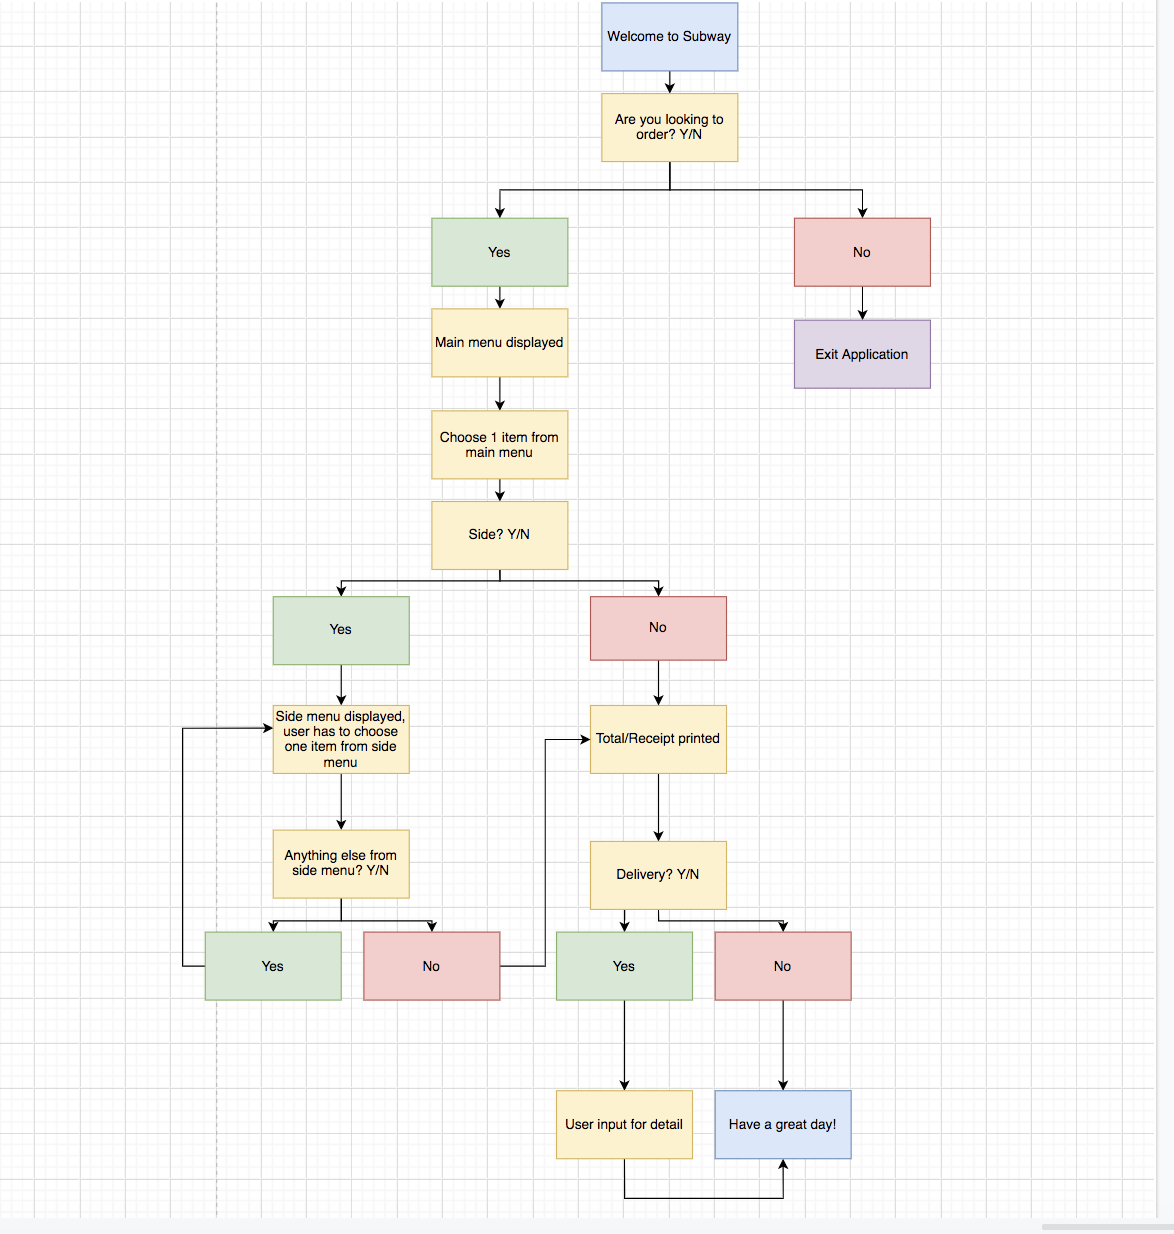 Welcome to Subway
Are you looking to
order? Y/N
Yes
No
Main menu displayed
Exit Application
Choose 1 item from
main menu
Side? Y/N
Yes
No
Side menu displayed,
user has to choose
one item from side
menu
Total/Receipt printed
Anything else from
side menu? Y/N
Delivery? Y/N
Yes
No
Yes
No
User input for detail
Have a great day!